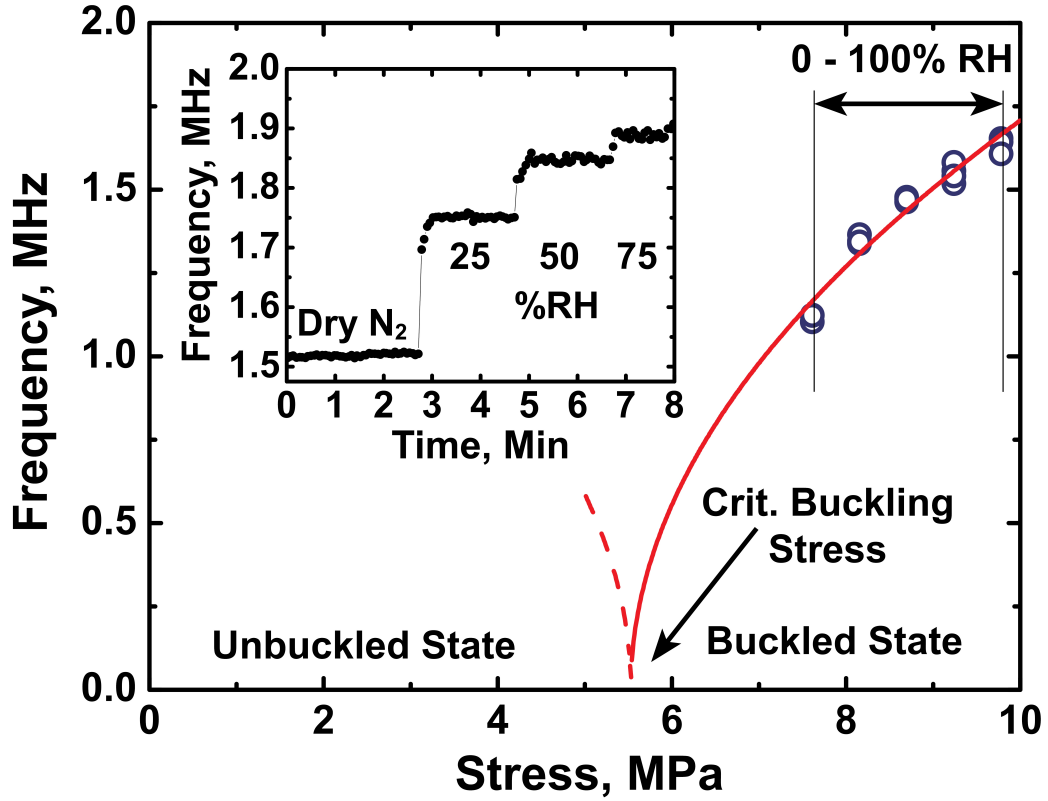 2.0
1.5
1.0
0.5
0.0
Frequency, MHz
0
2
4
6
8
10
Stress, MPa
0 - 100% RH
Crit. Buckling
Stress
Unbuckled State
Buckled State
2.0
1.9
1.8
1.7
1.6
1.5
Frequency, MHz
25
50
75
%RH
Dry N₂
0 1 2 3 4 5 6 7 8
Time, Min